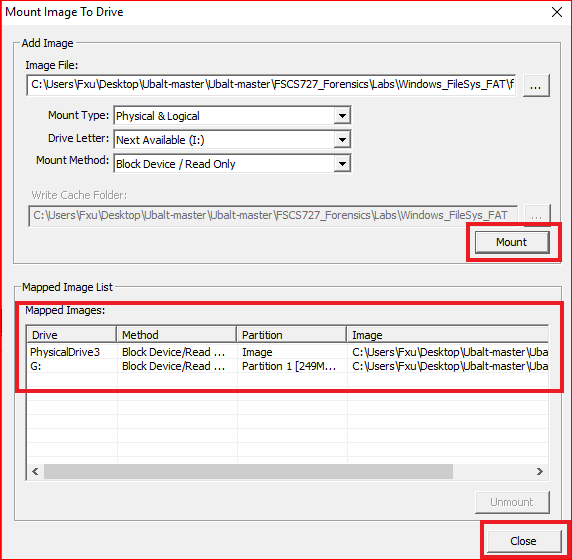 Mount Image To Drive
Add Image
Image File:
C:\Users\Fxu\Desktop\Ubalt-master\Ubalt-master\FSCS727_Forensics\Labs\Windows_FileSys_FAT\f
...
Mount Type: Physical & Logical
Drive Letter: Next Available (I:)
Mount Method: Block Device / Read Only
Write Cache Folder:
C:\Users\Fxu\Desktop\Ubalt-master\Ubalt-master\FSCS727_Forensics\Labs\Windows_FileSys_FAT
...
Mount
Mapped Image List
Mapped Images:
Drive Method Partition Image
PhysicalDrive3 Block Device/Read ... Image C:\Users\Fxu\Desktop\Ubalt-master\Uba
G: Block Device/Read ... Partition 1 [249M... C:\Users\Fxu\Desktop\Ubalt-master\Uba
Unmount
Close